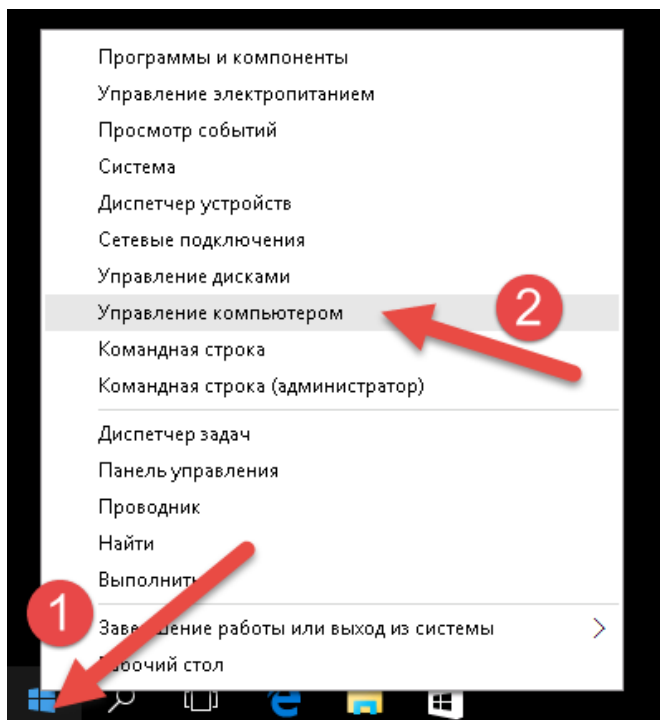 Программы и компоненты
Управление электропитанием
Просмотр событий
Система
Диспетчер устройств
Сетевые подключения
Управление дисками
Управление компьютером
2
Командная строка
Командная строка (администратор)
Диспетчер задач
Панель управления
Проводник
Найти
Выполнить
1
Завершение работы или выход из системы
Рабочий стол